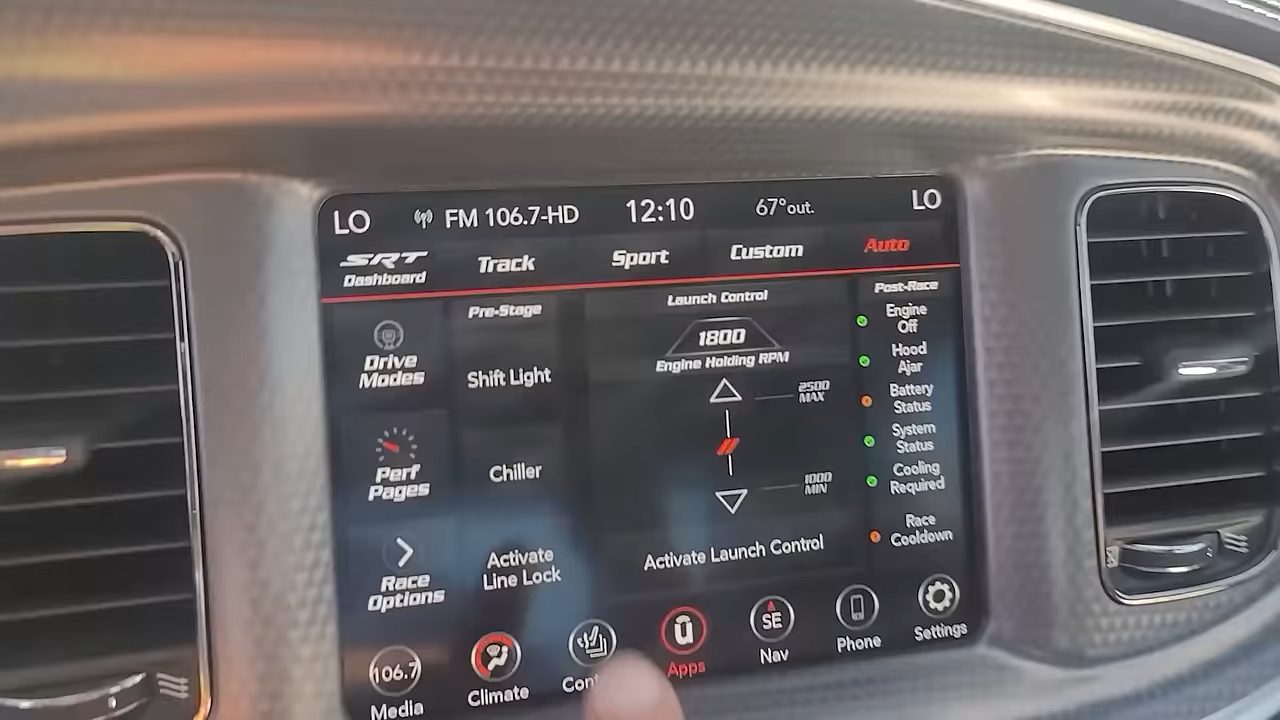 LO
FM 106.7-HD
12:10
67°out.
LO
SRT
Dashboard
Track
Sport
Custom
Auto
Drive
Modes
Perf
Pages
Race
Options
Pre-Stage
Shift Light
Chiller
Activate
Line Lock
Launch Control
1800
Engine Holding RPM
2500
MAX
1000
MIN
Activate Launch Control
Post-Race
Engine
Off
Hood
Ajar
Battery
Status
System
Status
Cooling
Required
Race
Cooldown
106.7
Media
Climate
Apps
SE
Nav
Phone
Settings